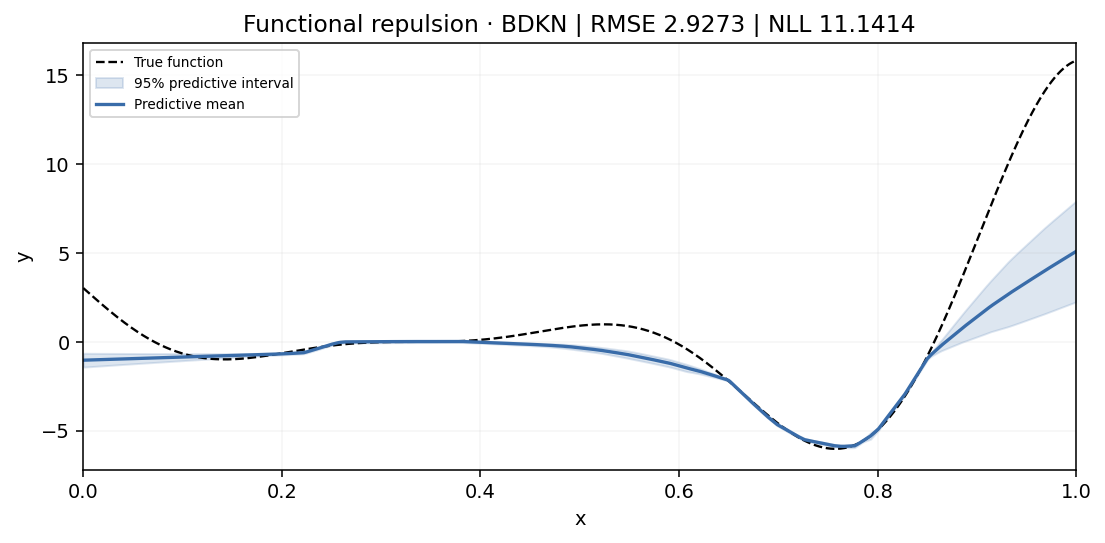 Functional repulsion · BDKN | RMSE 2.9273 | NLL 11.1414
True function
95% predictive interval
Predictive mean
15
10
5
0
−5
y
0.0 0.2 0.4 0.6 0.8 1.0
x